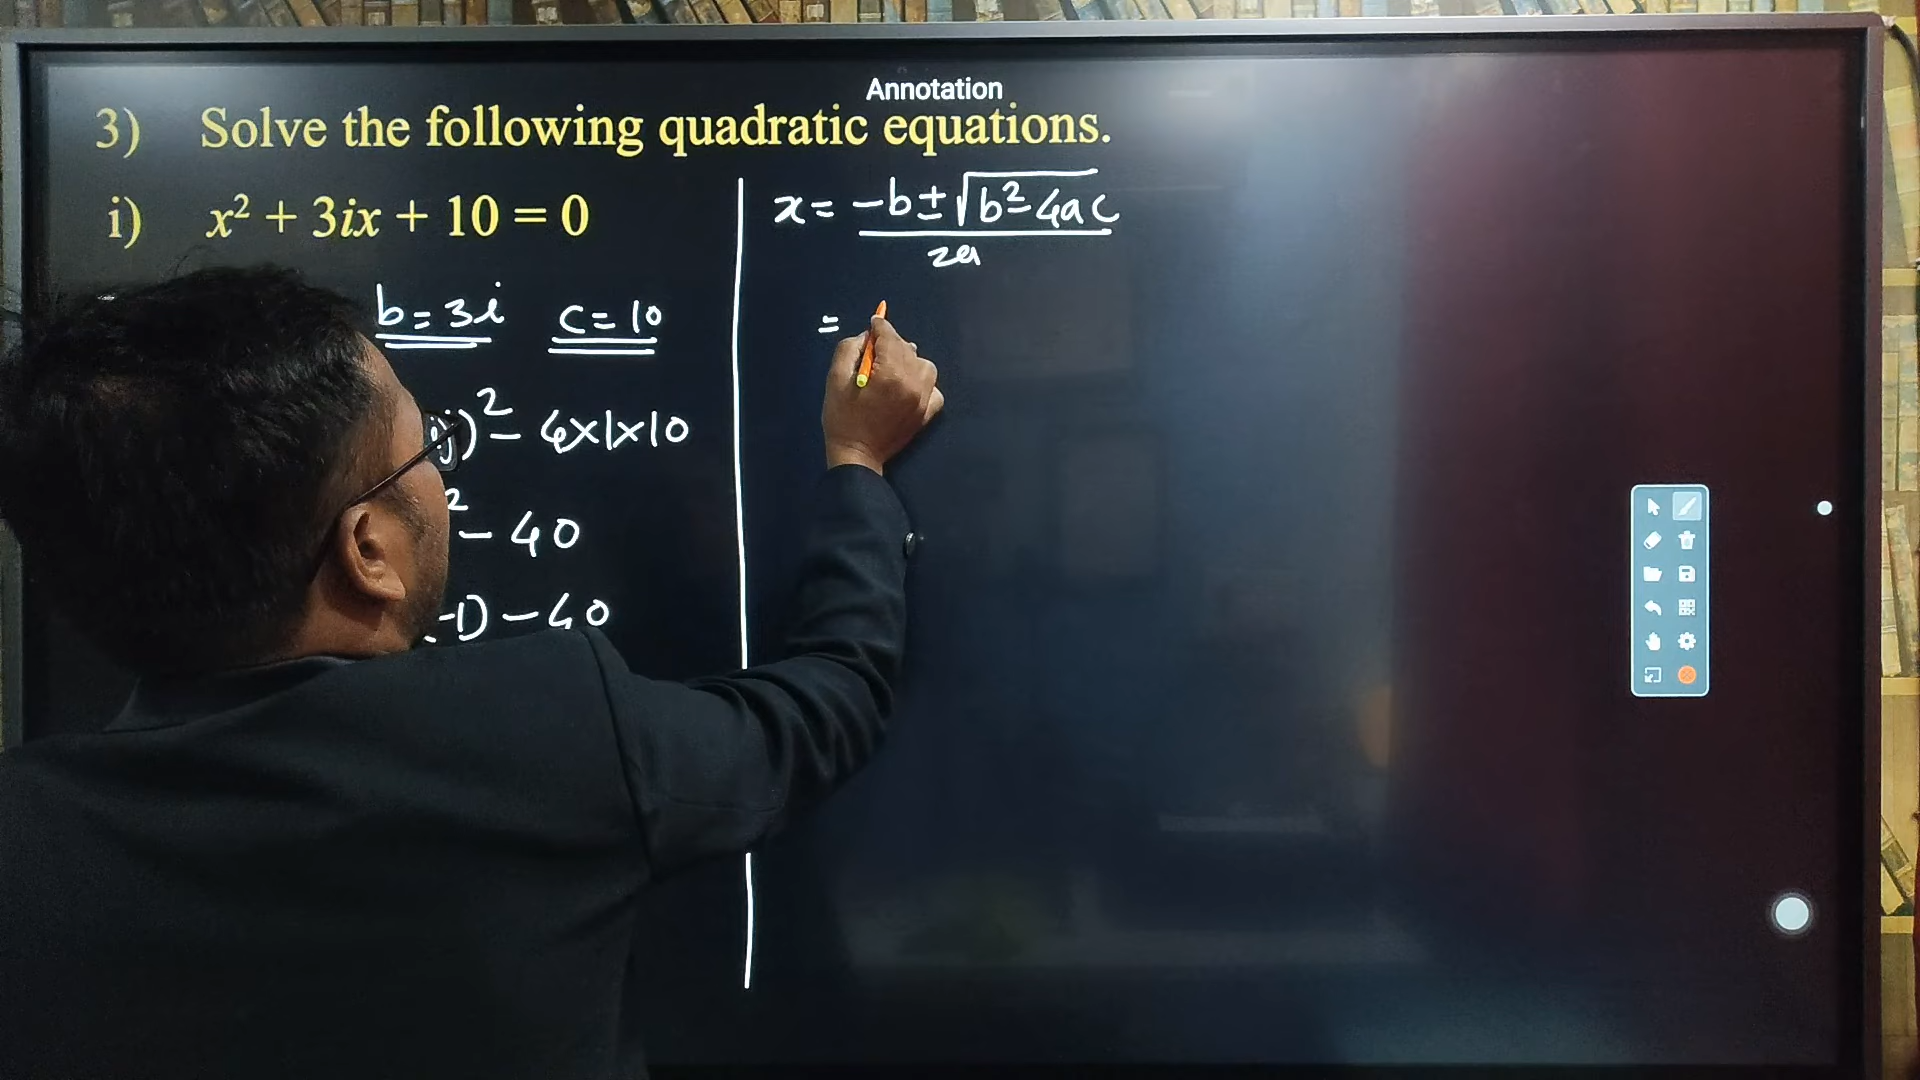 Annotation
3) Solve the following quadratic equations.
i) x² + 3ix + 10 = 0
b = 3i c = 10
)² - 4×1×10
² - 40
-1) - 40
x = -b ± √b² - 4ac
2a
=